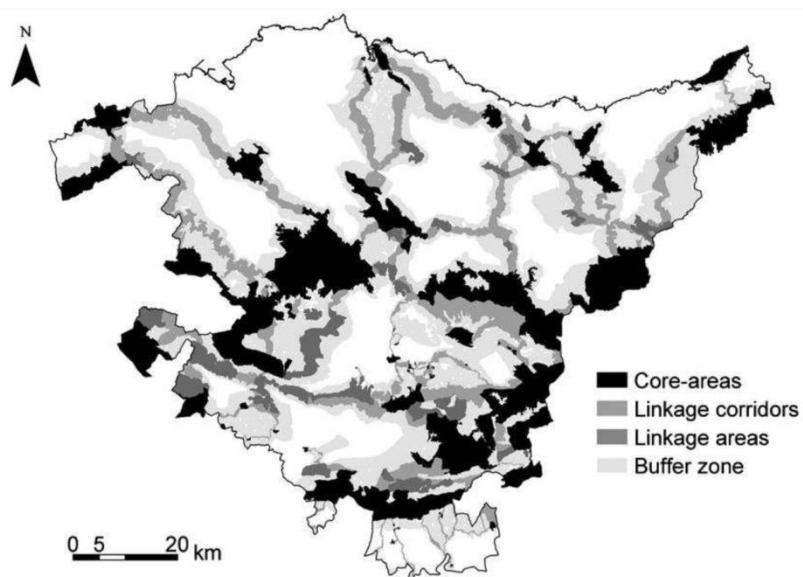 N
Core-areas
Linkage corridors
Linkage areas
Buffer zone
0 5 20
km